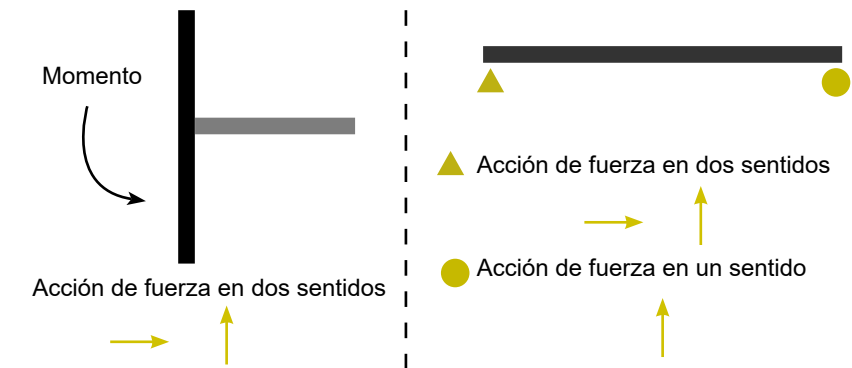 Momento
Acción de fuerza en dos sentidos
Acción de fuerza en dos sentidos
Acción de fuerza en un sentido